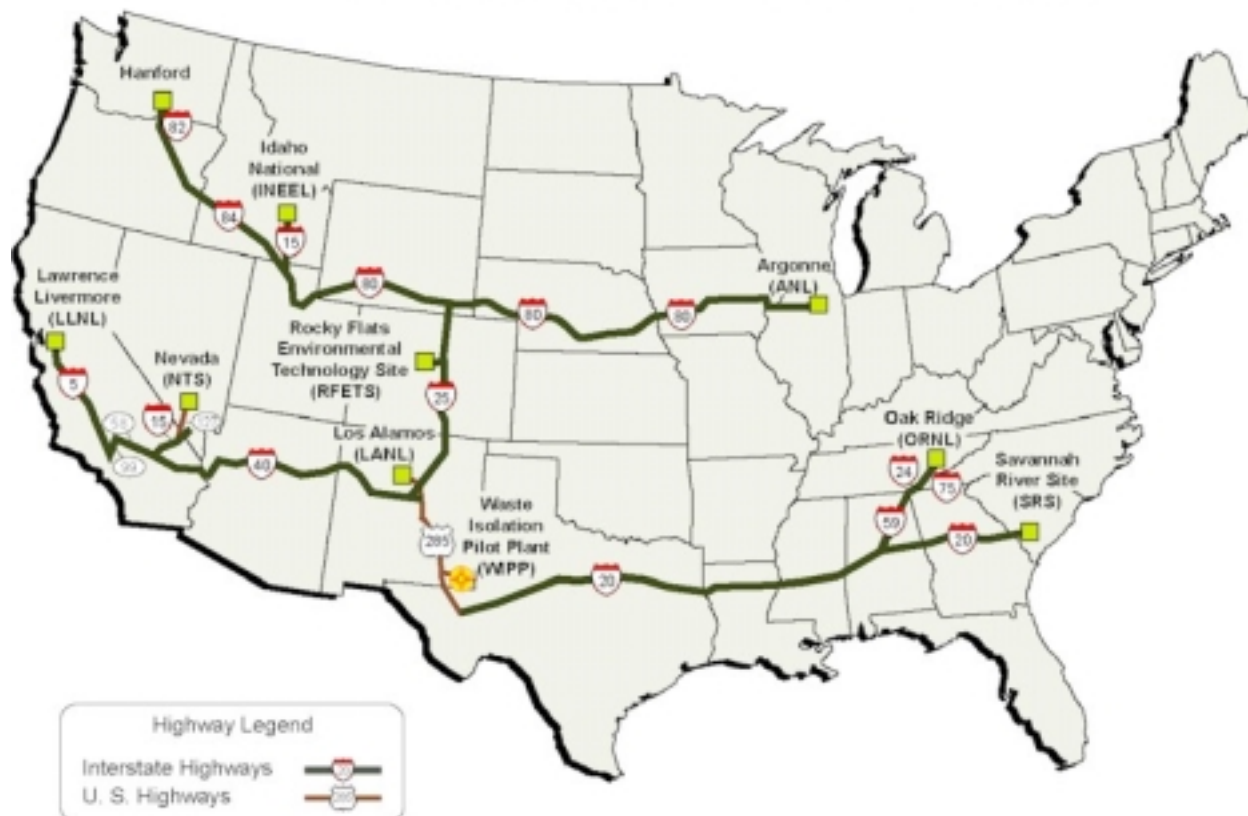 Hanford
82
Idaho
National
(INEEL)
84
15
Lawrence
Livermore
(LLNL)
80
80
80
Argonne
(ANL)
Rocky Flats
Environmental
Technology Site
(RFETS)
Nevada
(NTS)
5
15
58
99
25
Los Alamos
(LANL)
40
Oak Ridge
(ORNL)
24
75
Savannah
River Site
(SRS)
Waste
Isolation
Pilot Plant
(WIPP)
285
59
20
20
Highway Legend
Interstate Highways
U. S. Highways